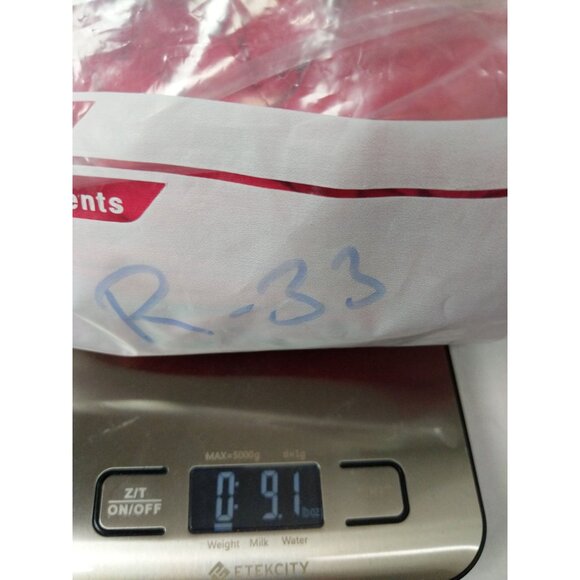 ents
R-33
MAX=5000g d=1g
Z/T
ON/OFF
0: 9.1 lb:oz
Weight Milk Water
ETEKCITY